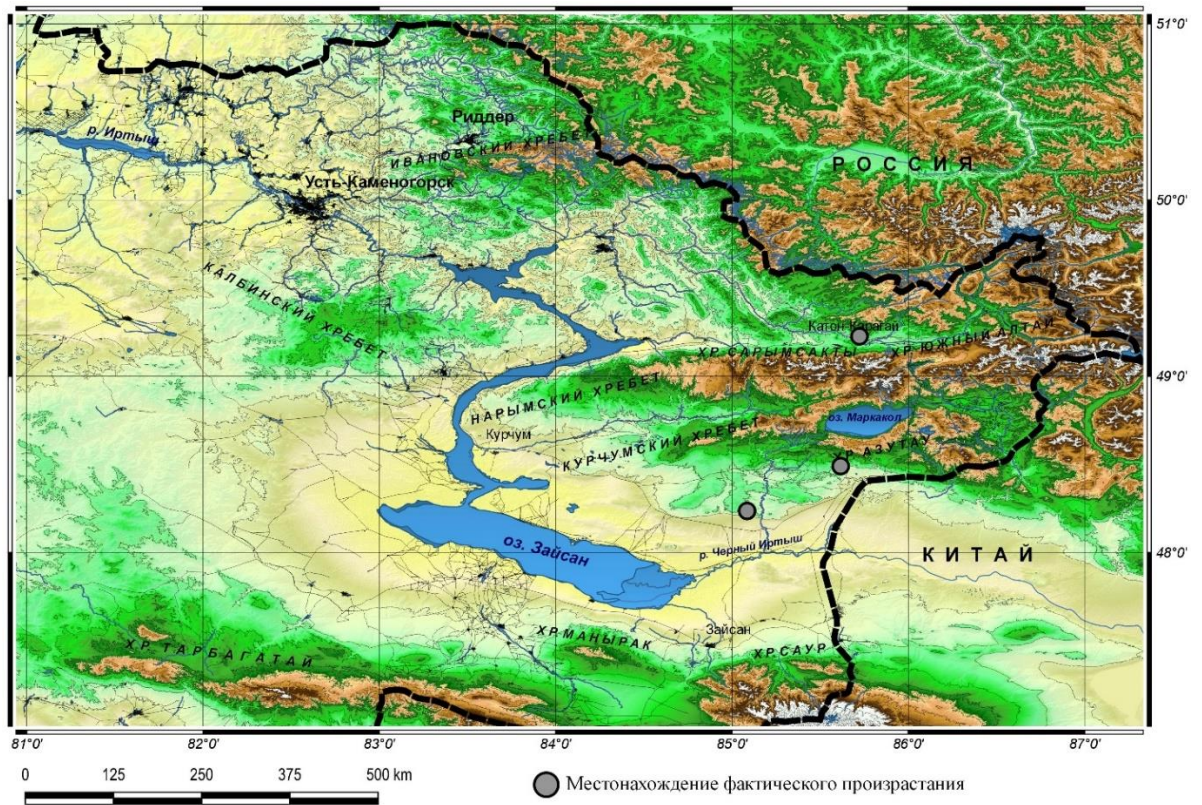 51°0'
Риддер
р. Иртыш
ИВАНОВСКИЙ ХРЕБЕТ
РОССИЯ
Усть-Каменогорск
50°0'
КАЛБИНСКИЙ ХРЕБЕТ
Катон-Карагай
ХР. САРЫМСАКТЫ
ХР. ЮЖНЫЙ АЛТАЙ
49°0'
НАРЫМСКИЙ ХРЕБЕТ
оз. Маркакол
Курчум
КУРЧУМСКИЙ ХРЕБЕТ
ХР. АЗУТАУ
оз. Зайсан
р. Черный Иртыш
КИТАЙ
48°0'
Зайсан
ХР.МАНЫРАК
ХР.САУР
ХР. ТАРБАГАТАЙ
81°0' 82°0' 83°0' 84°0' 85°0' 86°0' 87°0'
0 125 250 375 500 km
Местонахождение фактического произрастания